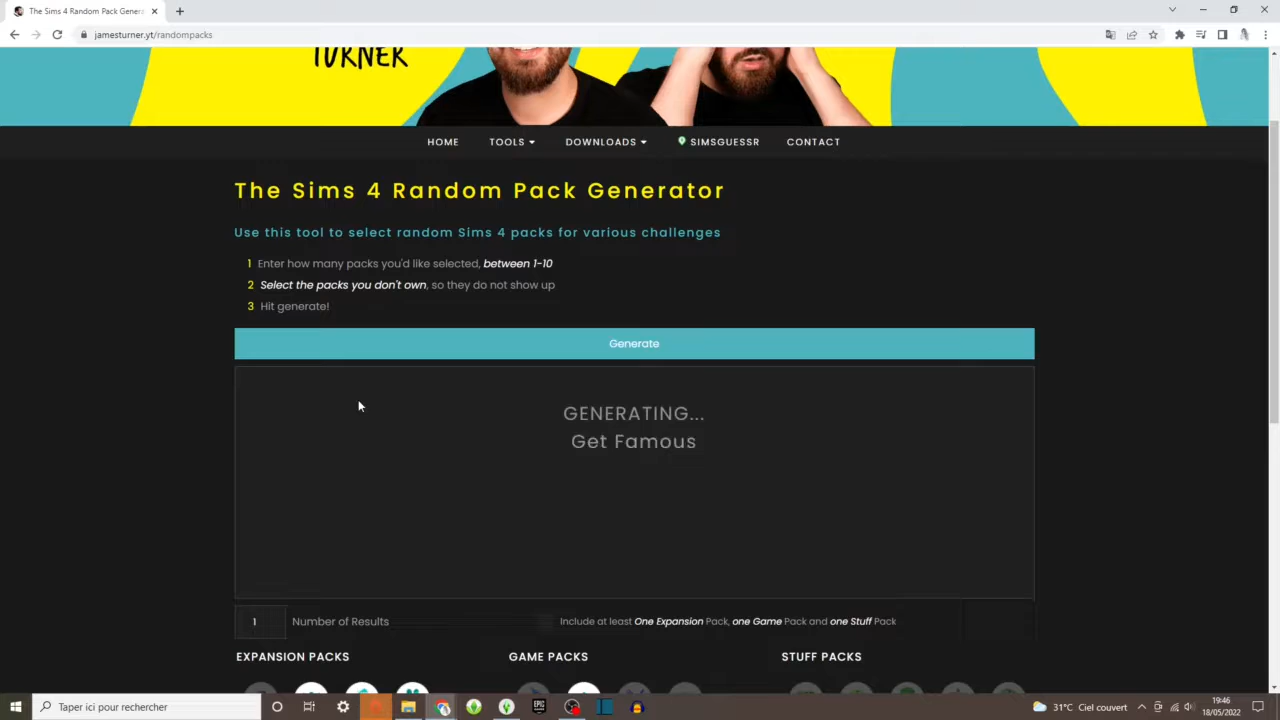 The Sims 4 Random Pack Genera
jamesturner.yt/randompacks
TURNER
HOME TOOLS DOWNLOADS SIMSGUESSR CONTACT
The Sims 4 Random Pack Generator
Use this tool to select random Sims 4 packs for various challenges
1 Enter how many packs you'd like selected, between 1-10
2 Select the packs you don't own, so they do not show up
3 Hit generate!
Generate
GENERATING...
Get Famous
1 Number of Results Include at least One Expansion Pack, one Game Pack and one Stuff Pack
EXPANSION PACKS GAME PACKS STUFF PACKS
Taper ici pour rechercher
EPIC GAMES
31°C Ciel couvert
19:46
18/05/2022